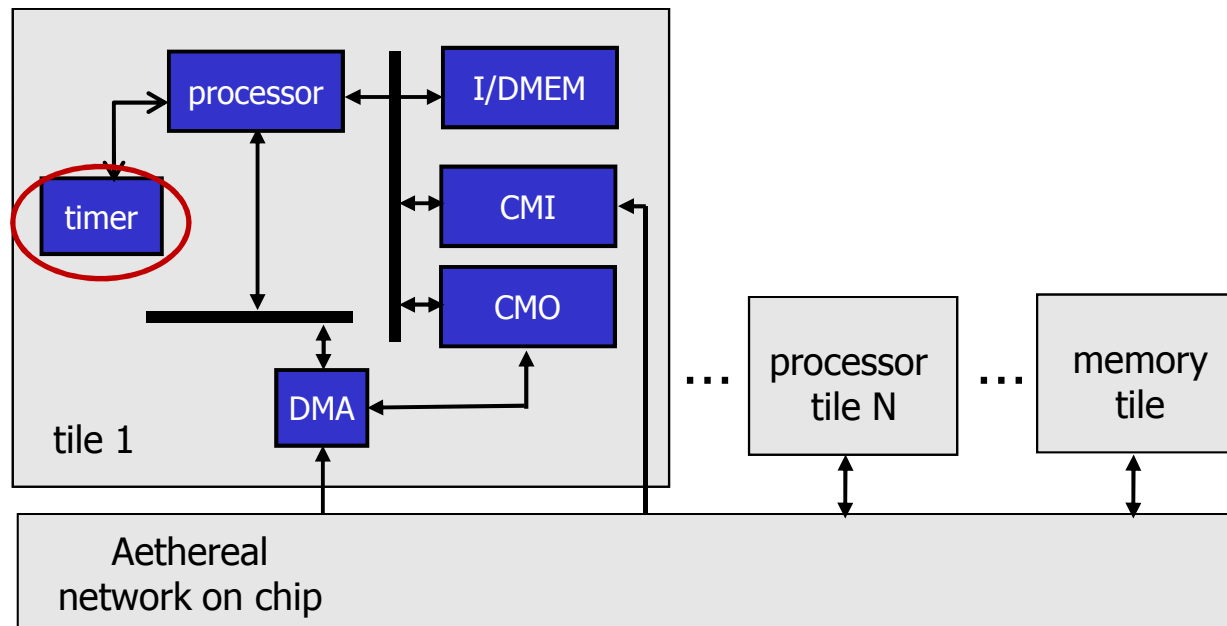 processor
I/DMEM
timer
CMI
CMO
DMA
tile 1
...
processor
tile N
...
memory
tile
Aethereal
network on chip